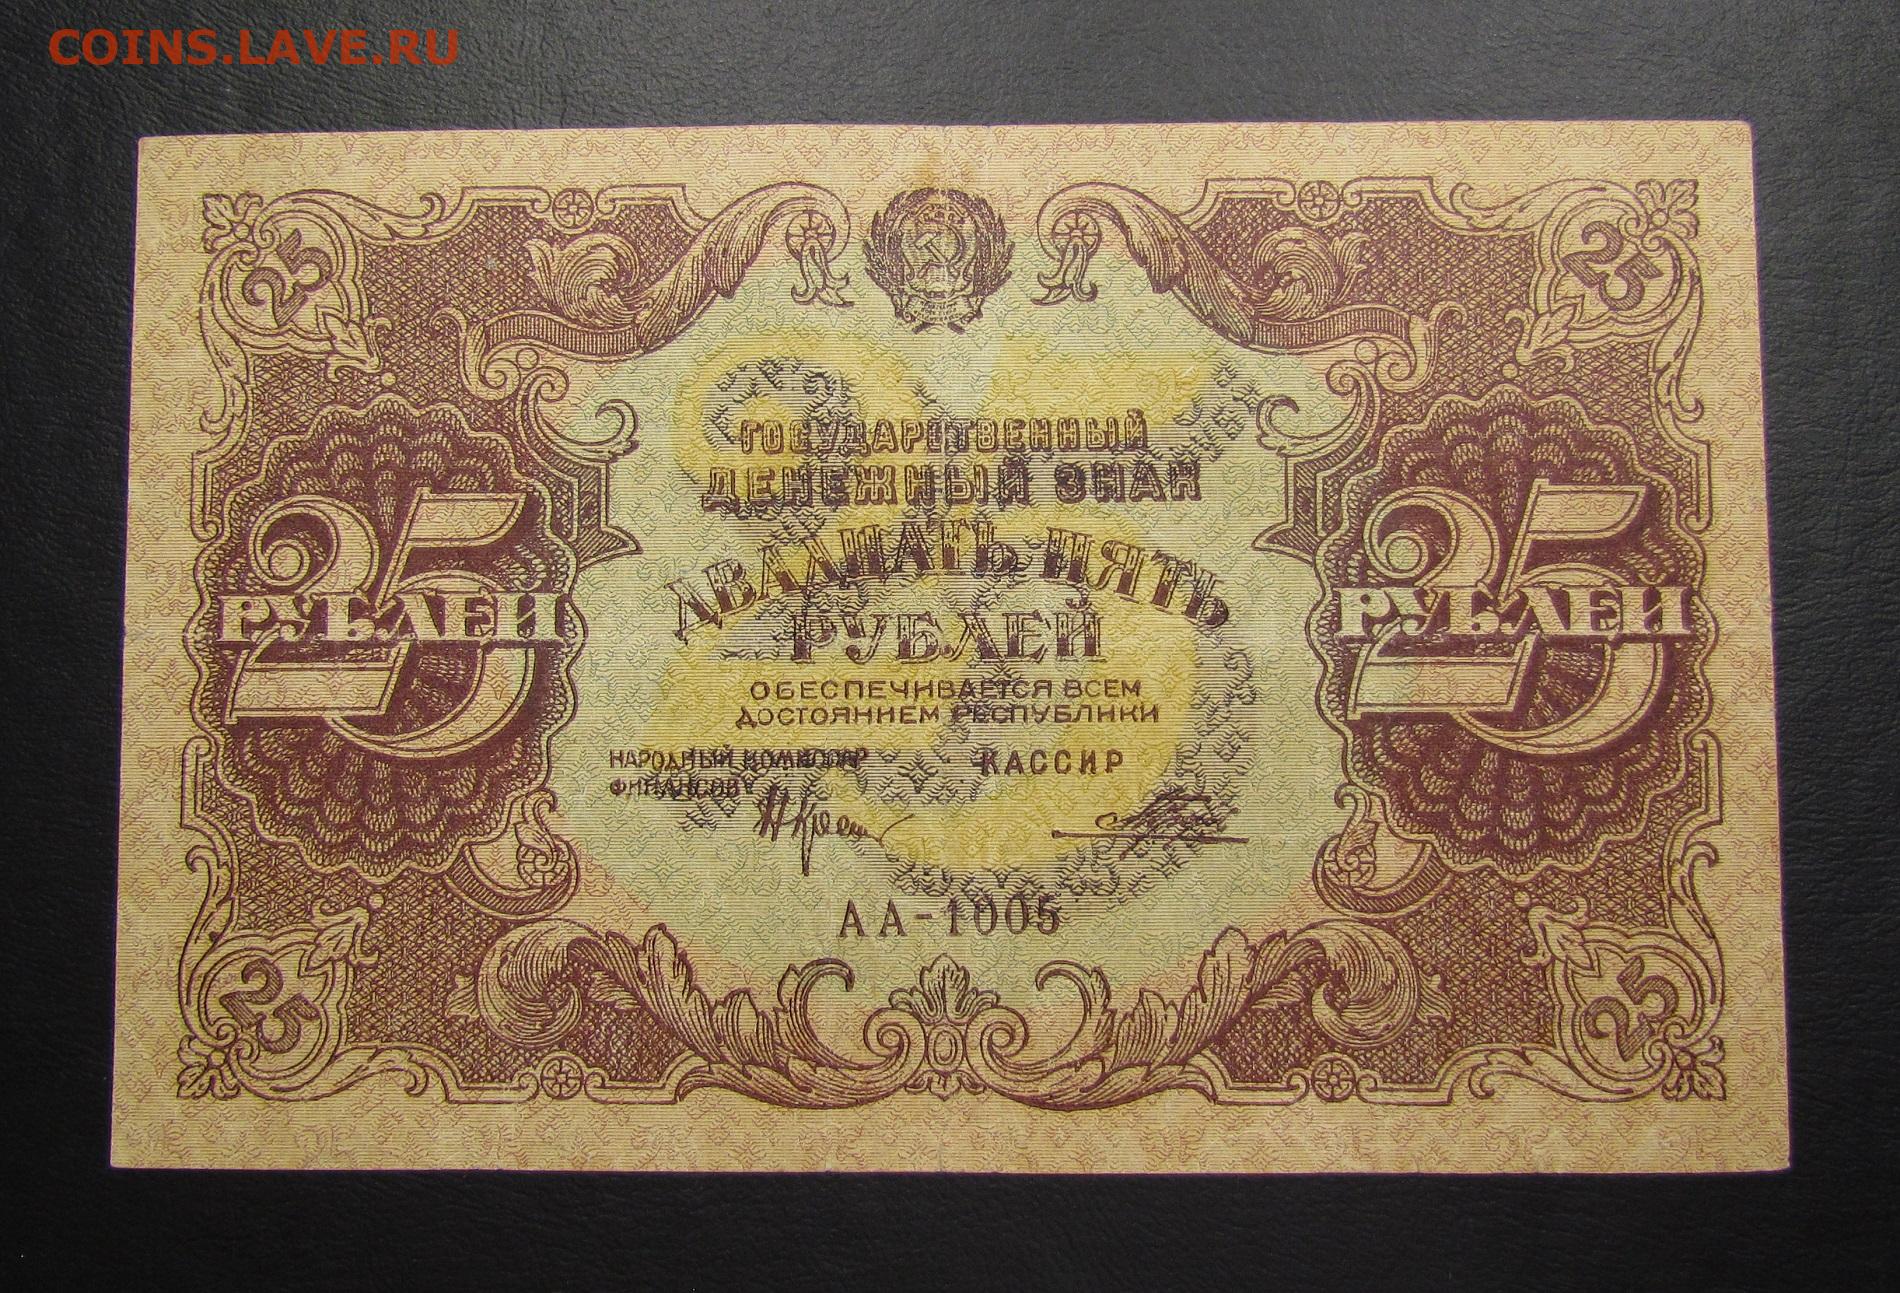 COINS.LAVE.RU
25 25
ГОСУДАРСТВЕННЫЙ
ДЕНЕЖНЫЙ ЗНАК
ДВАДЦАТЬ ПЯТЬ
РУБЛЕЙ
25 РУБЛЕЙ
25 РУБЛЕЙ
ОБЕСПЕЧИВАЕТСЯ ВСЕМ
ДОСТОЯНИЕМ РЕСПУБЛИКИ
НАРОДНЫЙ КОМИССАР КАССИР
ФИНАНСОВ
АА-1005
25 25